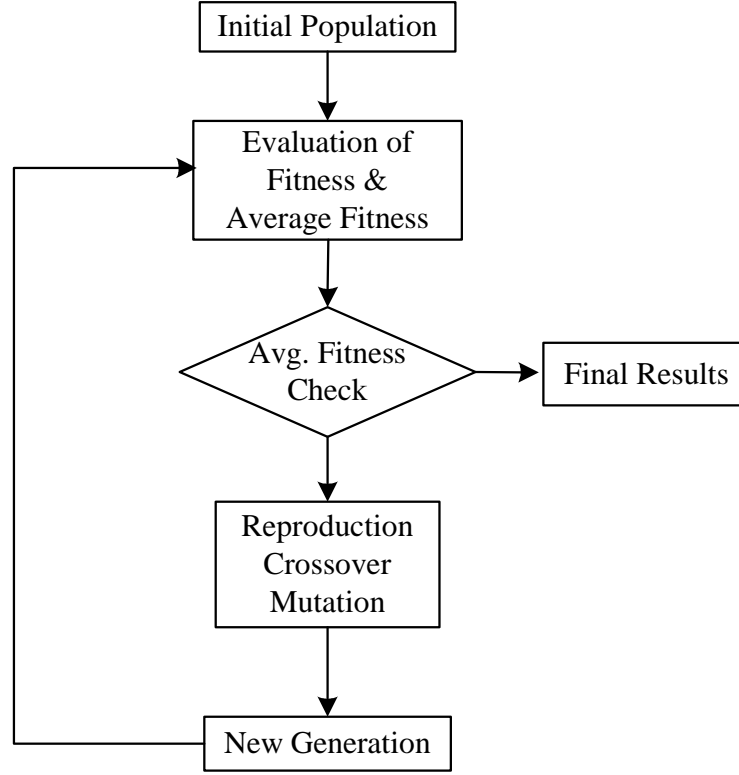 Initial Population
Evaluation of
Fitness &
Average Fitness
Avg. Fitness
Check
Final Results
Reproduction
Crossover
Mutation
New Generation